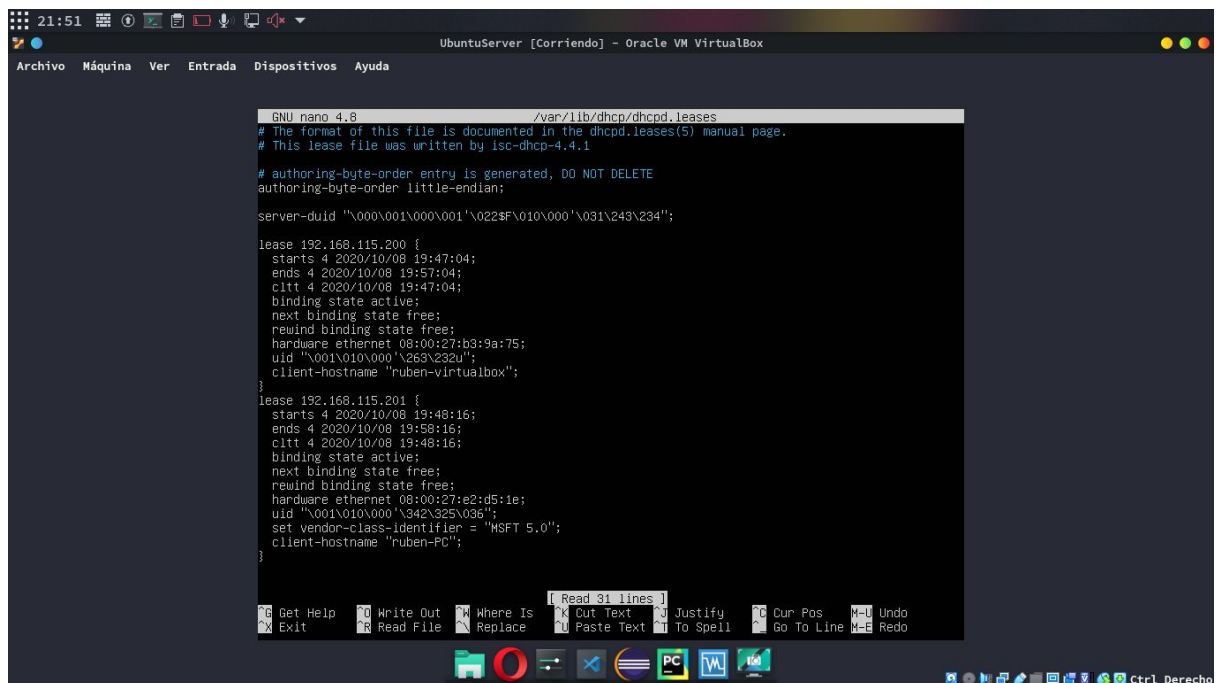 21:51
UbuntuServer [Corriendo] - Oracle VM VirtualBox
Archivo Máquina Ver Entrada Dispositivos Ayuda
GNU nano 4.8 /var/lib/dhcp/dhcpd.leases
# The format of this file is documented in the dhcpd.leases(5) manual page.
# This lease file was written by isc-dhcp-4.4.1
# authoring-byte-order entry is generated, DO NOT DELETE
authoring-byte-order little-endian;
server-duid "\000\001\000\001'\022$F\010\000'\031\243\234";
lease 192.168.115.200 {
starts 4 2020/10/08 19:47:04;
ends 4 2020/10/08 19:57:04;
cltt 4 2020/10/08 19:47:04;
binding state active;
next binding state free;
rewind binding state free;
hardware ethernet 08:00:27:b3:9a:75;
uid "\001\010\000'\263\232u";
client-hostname "ruben-virtualbox";
}
lease 192.168.115.201 {
starts 4 2020/10/08 19:48:16;
ends 4 2020/10/08 19:58:16;
cltt 4 2020/10/08 19:48:16;
binding state active;
next binding state free;
rewind binding state free;
hardware ethernet 08:00:27:e2:d5:1e;
uid "\001\010\000'\342\325\036";
set vendor-class-identifier = "MSFT 5.0";
client-hostname "ruben-PC";
}
[ Read 31 lines ]
^G Get Help ^O Write Out ^W Where Is ^K Cut Text ^J Justify ^C Cur Pos M-U Undo
^X Exit ^R Read File ^\ Replace ^U Paste Text ^T To Spell ^_ Go To Line M-E Redo
PC
Ctrl Derecho